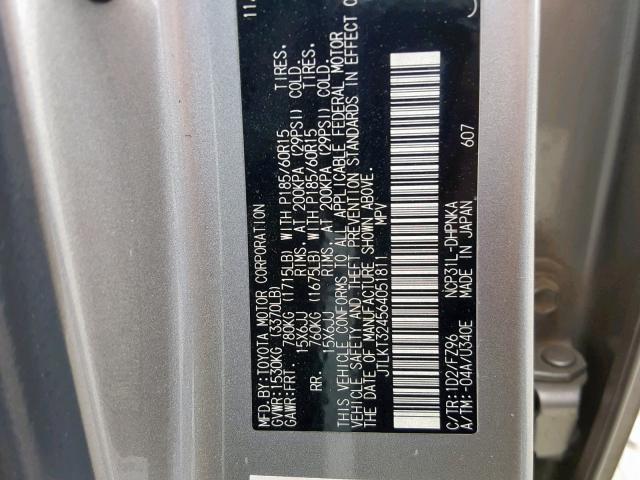 MFD. BY: TOYOTA MOTOR CORPORATION 11/
GVWR: 1530KG (3370LB)
GAWR: FRT. 780KG (1715LB) WITH P185/60R15 TIRES.
15X6JJ RIMS. AT 200KPA (29PSI) COLD.
RR. 760KG (1675LB) WITH P185/60R15 TIRES.
15X6JJ RIMS. AT 200KPA (29PSI) COLD.
THIS VEHICLE CONFORMS TO ALL APPLICABLE FEDERAL MOTOR
VEHICLE SAFETY AND THEFT PREVENTION STANDARDS IN EFFECT O
THE DATE OF MANUFACTURE SHOWN ABOVE.
JTLKT324564051811 MPV
C/TR: 1D2/FZ96 NCP31L-DHPNKA 607
A/TM: -04A/U340E MADE IN JAPAN